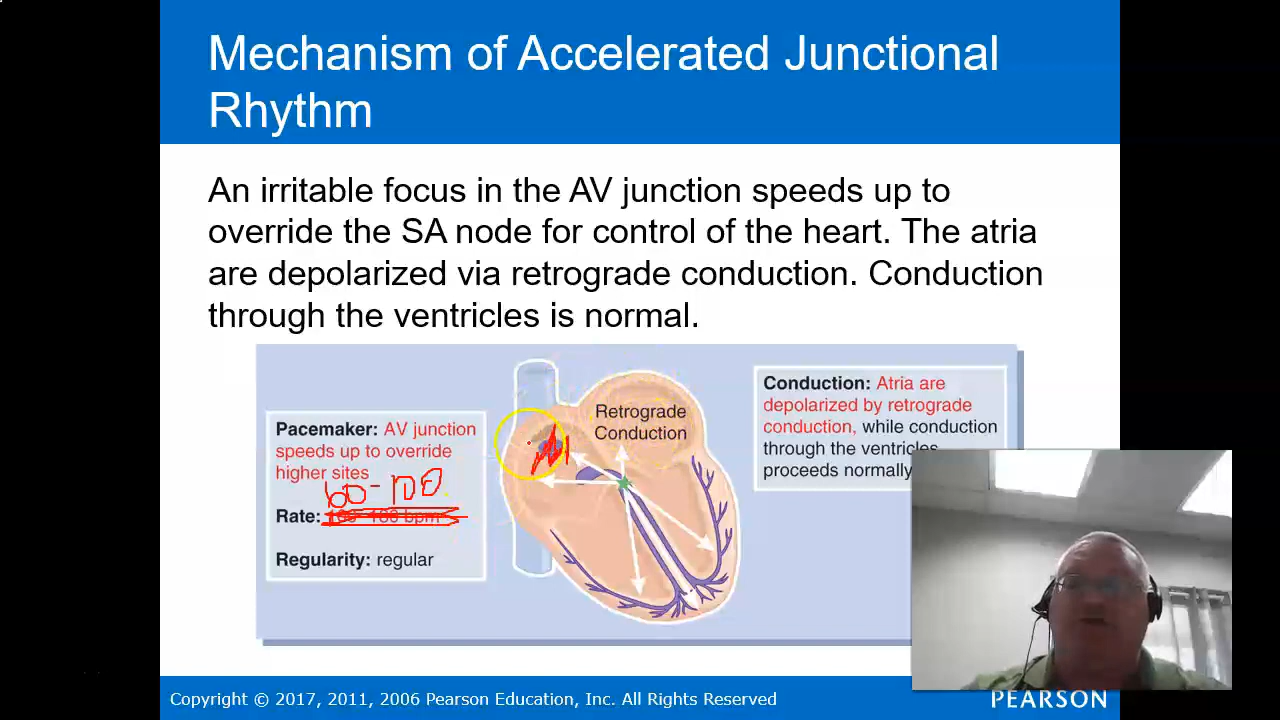 Mechanism of Accelerated Junctional
Rhythm
An irritable focus in the AV junction speeds up to
override the SA node for control of the heart. The atria
are depolarized via retrograde conduction. Conduction
through the ventricles is normal.
Pacemaker: AV junction
speeds up to override
higher sites
60-100
Rate: 100-180 bpm
Regularity: regular
Retrograde
Conduction
Conduction: Atria are
depolarized by retrograde
conduction, while conduction
through the ventricles
proceeds normally
Copyright © 2017, 2011, 2006 Pearson Education, Inc. All Rights Reserved
PEARSON